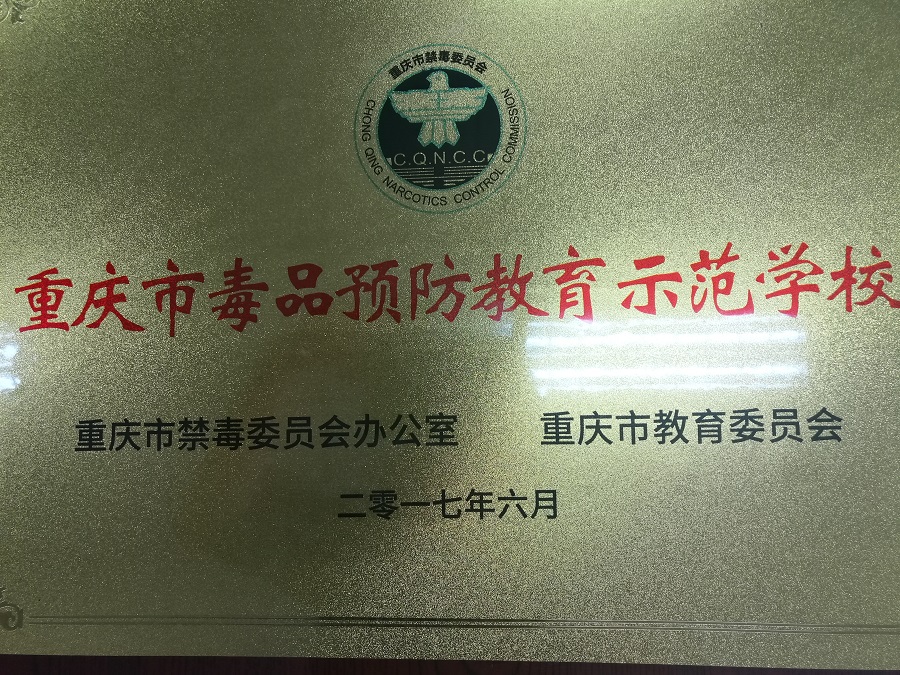 重庆市禁毒委员会
C.Q.N.C.C
CHONG QING NARCOTICS CONTROL COMMISSION
重庆市毒品预防教育示范学校
重庆市禁毒委员会办公室 重庆市教育委员会
二零一七年六月